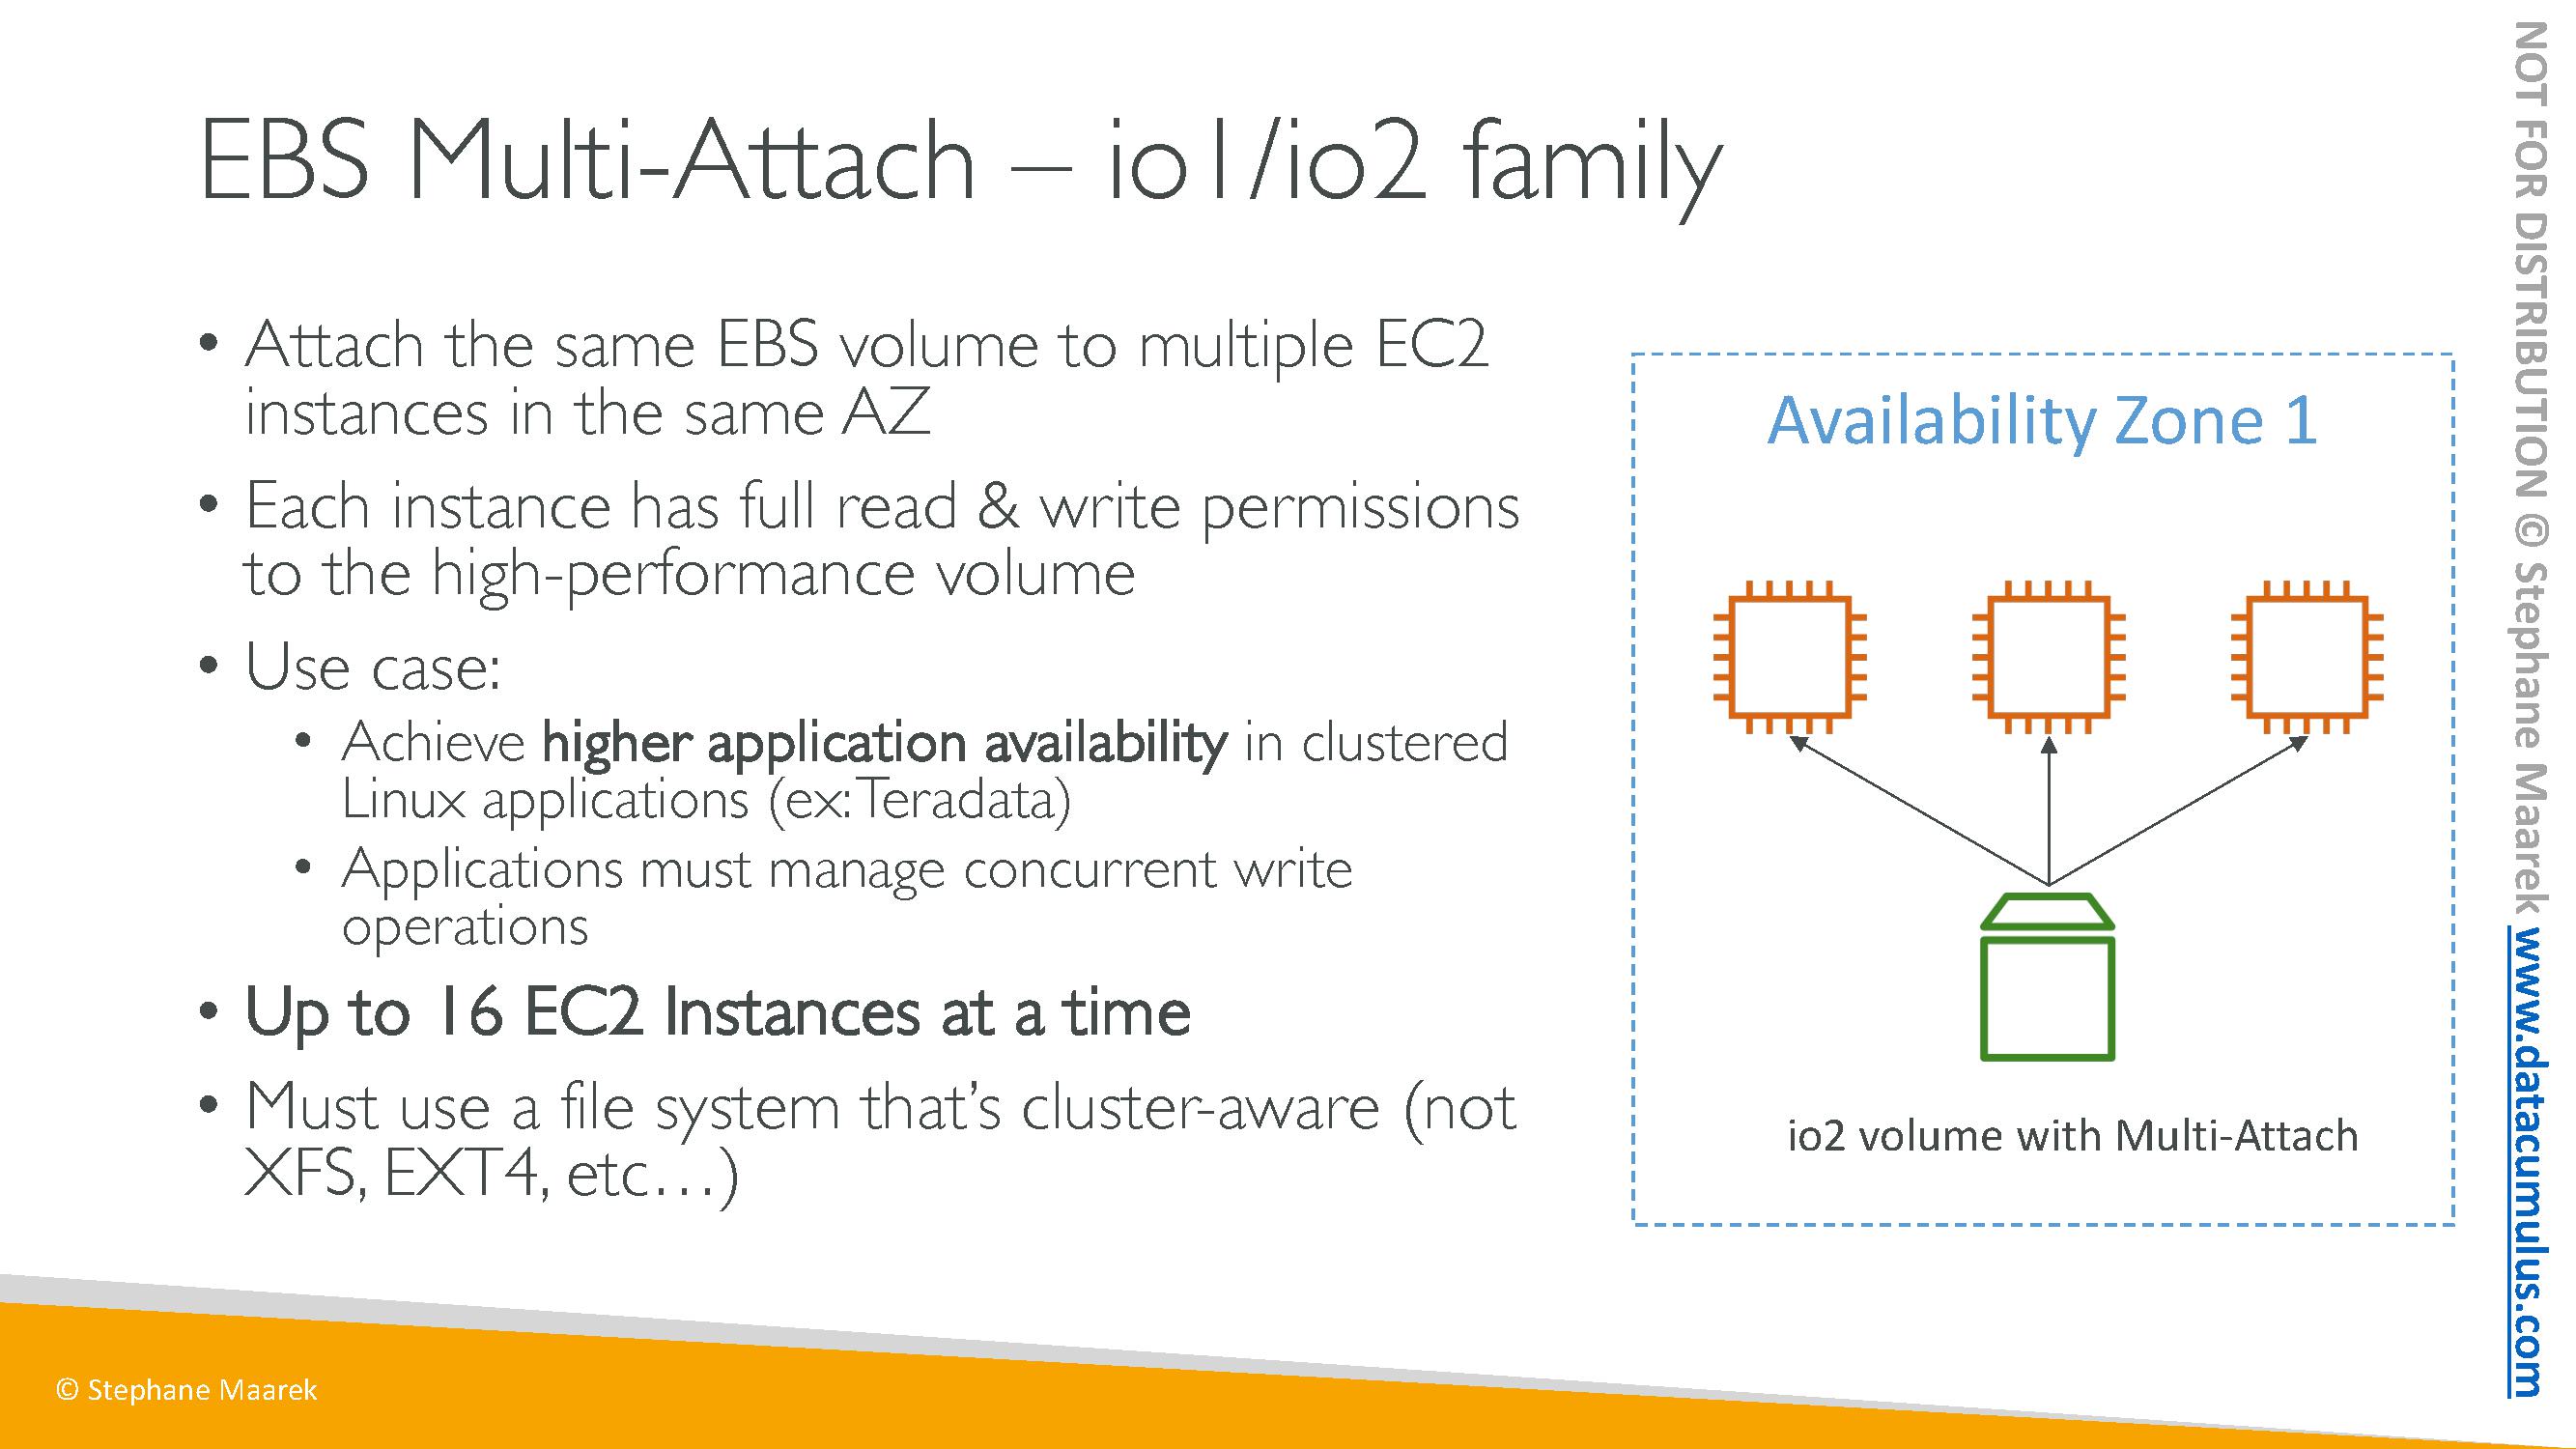 EBS Multi-Attach – io1/io2 family
• Attach the same EBS volume to multiple EC2
instances in the same AZ
• Each instance has full read & write permissions
to the high-performance volume
• Use case:
• Achieve higher application availability in clustered
Linux applications (ex: Teradata)
• Applications must manage concurrent write
operations
• Up to 16 EC2 Instances at a time
• Must use a file system that’s cluster-aware (not
XFS, EXT4, etc…)
Availability Zone 1
io2 volume with Multi-Attach
© Stephane Maarek
NOT FOR DISTRIBUTION © Stephane Maarek www.datacumulus.com